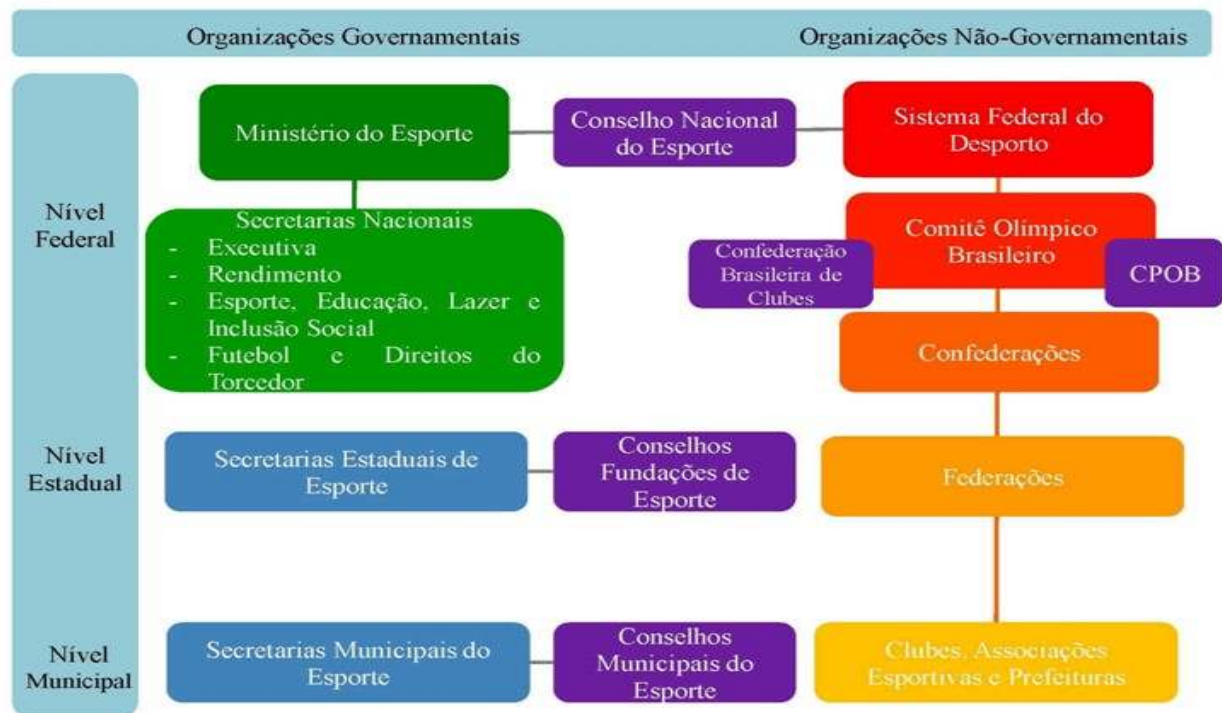 Organizações Governamentais
Organizações Não-Governamentais
Nível
Federal
Ministério do Esporte
Conselho Nacional
do Esporte
Sistema Federal do
Desporto
Secretarias Nacionais
- Executiva
- Rendimento
- Esporte, Educação, Lazer e
Inclusão Social
- Futebol e Direitos do
Torcedor
Comitê Olímpico
Brasileiro
Confederação
Brasileira de
Clubes
CPOB
Confederações
Nível
Estadual
Secretarias Estaduais de
Esporte
Conselhos
Fundações de
Esporte
Federações
Nível
Municipal
Secretarias Municipais do
Esporte
Conselhos
Municipais do
Esporte
Clubes, Associações
Esportivas e Prefeituras